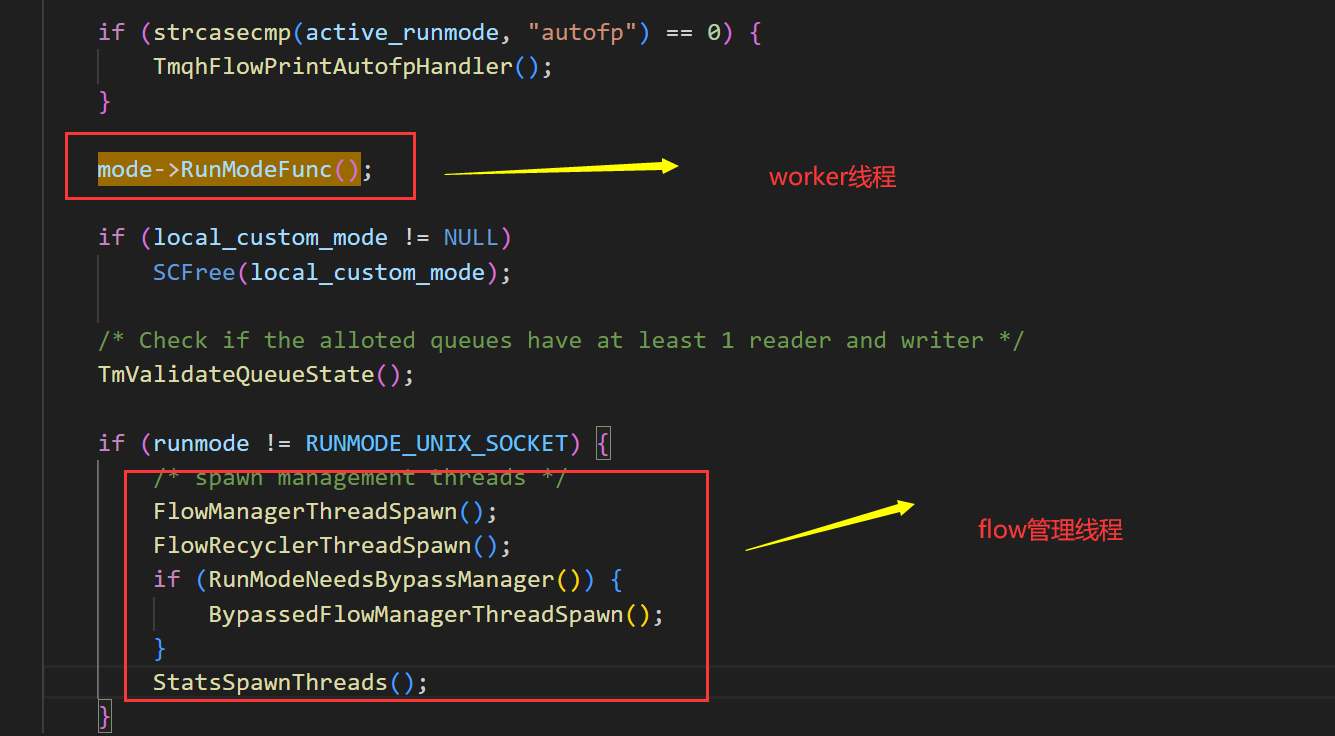 if (strcasecmp(active_runmode, "autofp") == 0) {
TmqhFlowPrintAutofpHandler();
}
mode->RunModeFunc();
worker线程
if (local_custom_mode != NULL)
SCFree(local_custom_mode);
/* Check if the alloted queues have at least 1 reader and writer */
TmValidateQueueState();
if (runmode != RUNMODE_UNIX_SOCKET) {
/* spawn management threads */
FlowManagerThreadSpawn();
FlowRecyclerThreadSpawn();
flow管理线程
if (RunModeNeedsBypassManager()) {
BypassedFlowManagerThreadSpawn();
}
StatsSpawnThreads();
}